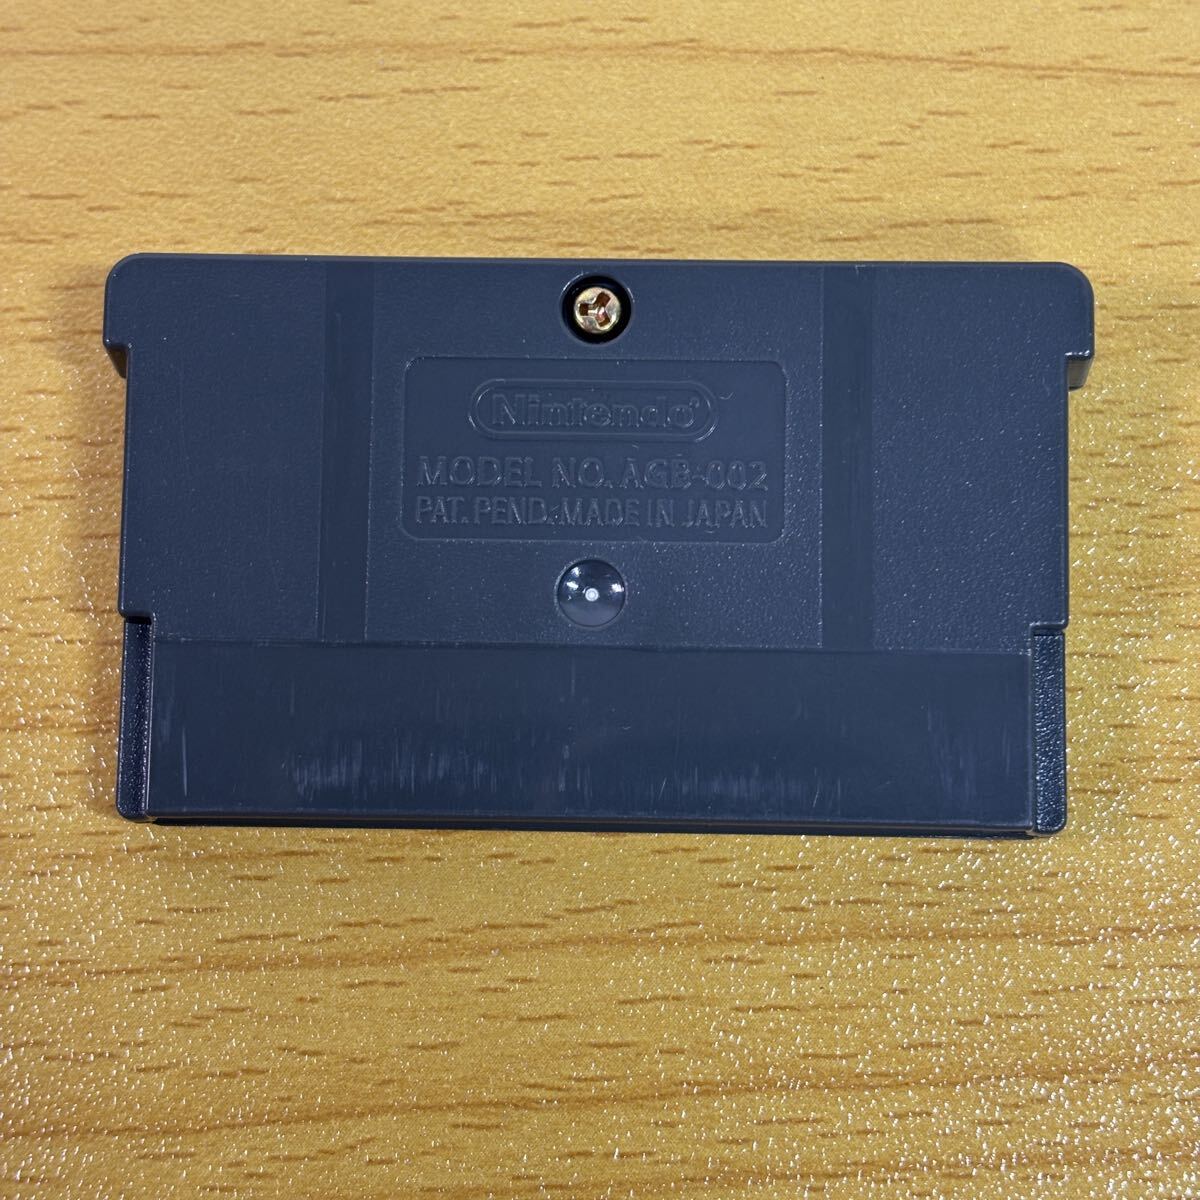 Nintendo
MODEL NO. AGB-002
PAT. PEND. MADE IN JAPAN